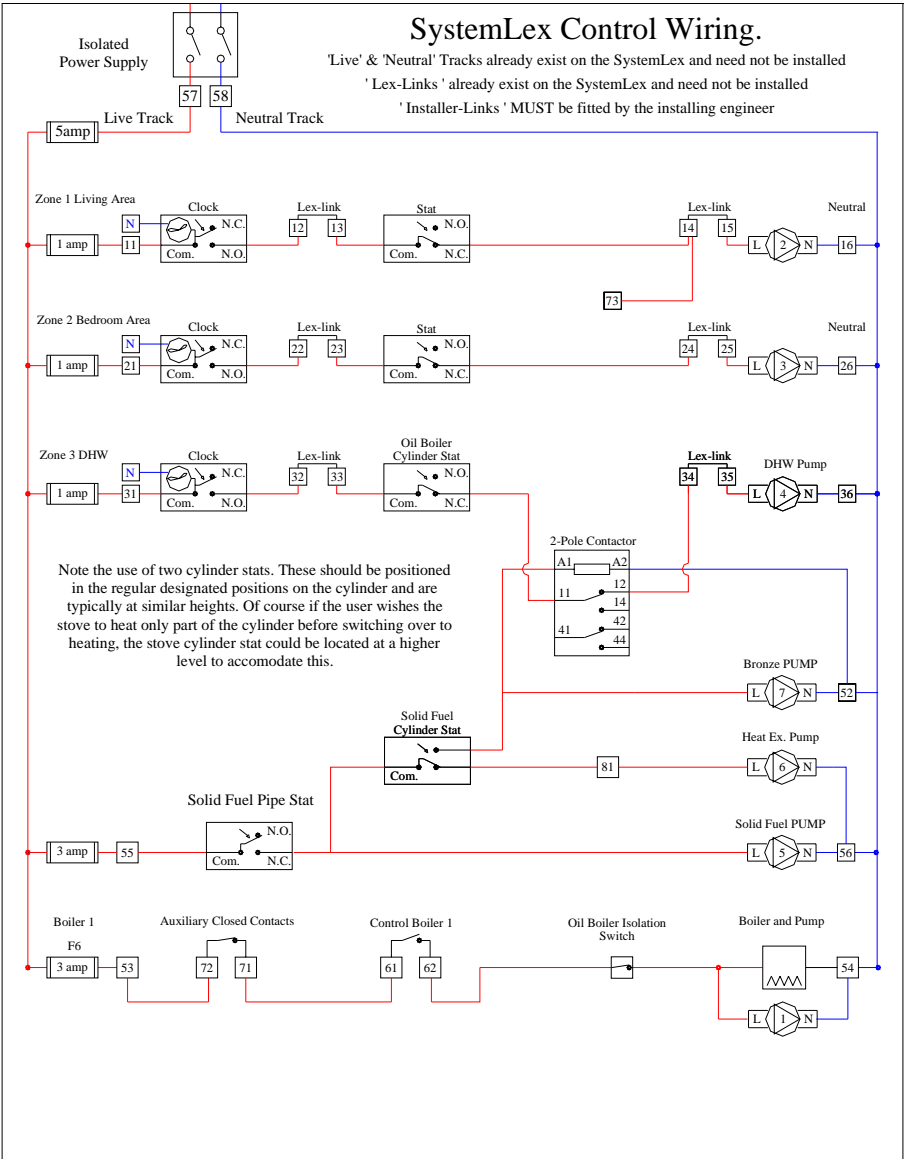 SystemLex Control Wiring.
'Live' & 'Neutral' Tracks already exist on the SystemLex and need not be installed
' Lex-Links ' already exist on the SystemLex and need not be installed
' Installer-Links ' MUST be fitted by the installing engineer
Isolated
Power Supply
57
58
Live Track
Neutral Track
5amp
Zone 1 Living Area
Clock
Lex-link
Stat
Lex-link
Neutral
N
N.C.
12
13
N.O.
14
15
1 amp
11
Com.
N.O.
Com.
N.C.
L
2
N
16
73
Zone 2 Bedroom Area
Clock
Lex-link
Stat
Lex-link
Neutral
N
N.C.
22
23
N.O.
24
25
1 amp
21
Com.
N.O.
Com.
N.C.
L
3
N
26
Zone 3 DHW
Clock
Lex-link
Oil Boiler
Cylinder Stat
Lex-link
DHW Pump
N
N.C.
32
33
N.O.
34
35
1 amp
31
Com.
N.O.
Com.
N.C.
L
4
N
36
2-Pole Contactor
A1
A2
12
11
14
42
41
44
Note the use of two cylinder stats. These should be positioned
in the regular designated positions on the cylinder and are
typically at similar heights. Of course if the user wishes the
stove to heat only part of the cylinder before switching over to
heating, the stove cylinder stat could be located at a higher
level to accomodate this.
Bronze PUMP
L
7
N
52
Solid Fuel
Cylinder Stat
Com.
Heat Ex. Pump
81
L
6
N
Solid Fuel Pipe Stat
N.O.
Com.
N.C.
Solid Fuel PUMP
3 amp
55
L
5
N
56
Boiler 1
Auxiliary Closed Contacts
Control Boiler 1
Oil Boiler Isolation
Switch
Boiler and Pump
F6
3 amp
53
72
71
61
62
54
L
1
N